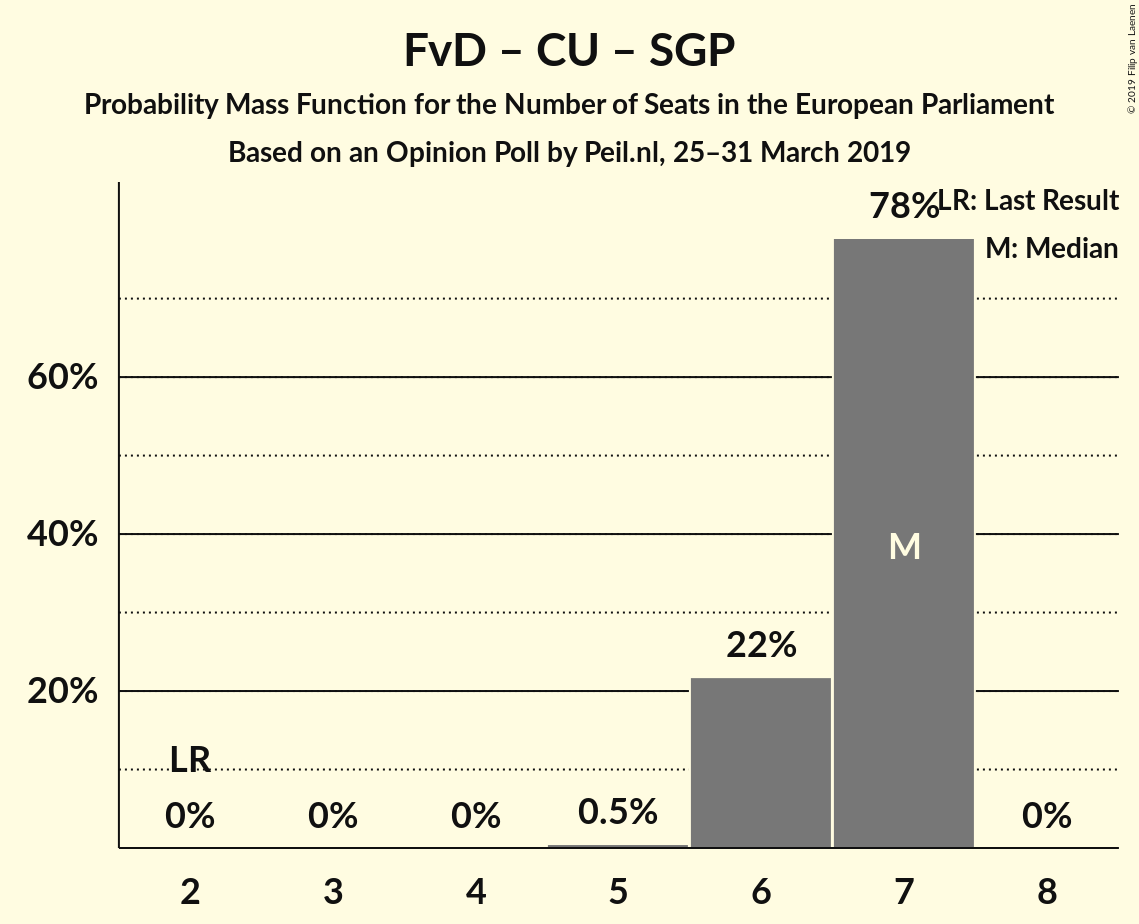 FvD – CU – SGP
Probability Mass Function for the Number of Seats in the European Parliament
Based on an Opinion Poll by Peil.nl, 25–31 March 2019
© 2019 Filip van Laenen
LR: Last Result
M: Median
60%
40%
20%
LR
0%
0%
0%
0.5%
22%
78%
M
0%
2 3 4 5 6 7 8